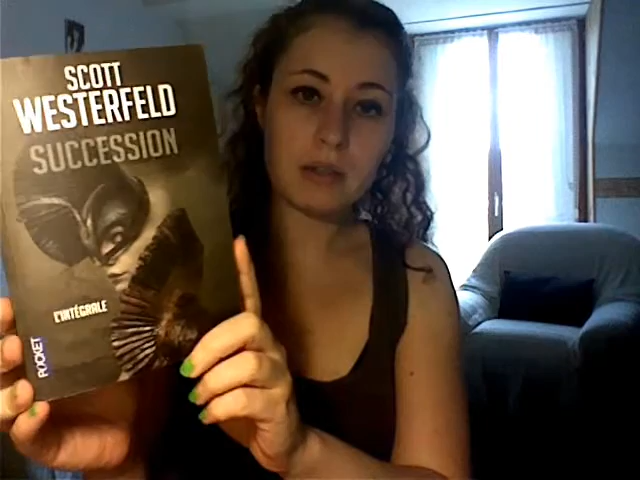 SCOTT
WESTERFELD
SUCCESSION
L'INTÉGRALE
POCKET